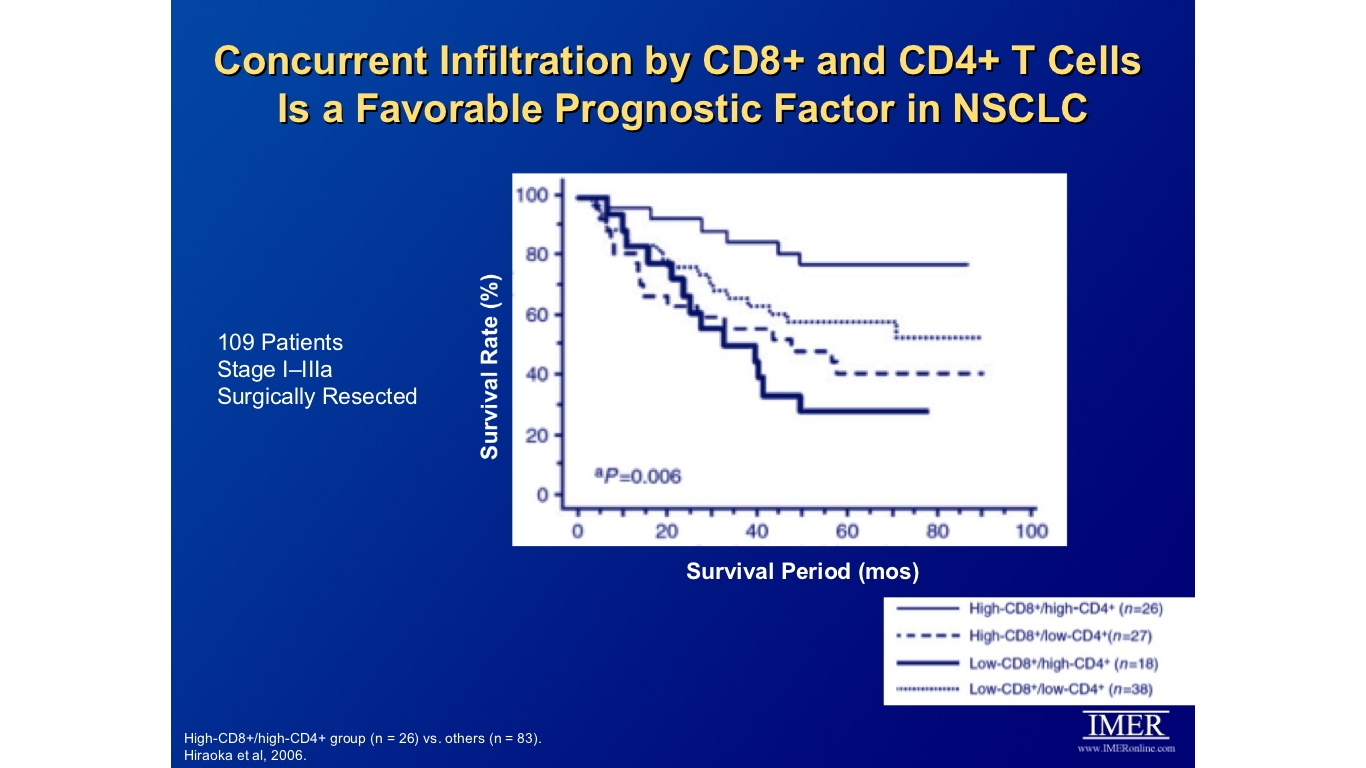 Concurrent Infiltration by CD8+ and CD4+ T Cells
Is a Favorable Prognostic Factor in NSCLC
109 Patients
Stage I–IIIa
Surgically Resected
Survival Rate (%)
100
80
60
40
20
0
ᵃP=0.006
0 20 40 60 80 100
Survival Period (mos)
High-CD8⁺/high-CD4⁺ (n=26)
High-CD8⁺/low-CD4⁺(n=27)
Low-CD8⁺/high-CD4⁺ (n=18)
Low-CD8⁺/low-CD4⁺ (n=38)
High-CD8+/high-CD4+ group (n = 26) vs. others (n = 83).
Hiraoka et al, 2006.
IMER
www.IMERonline.com